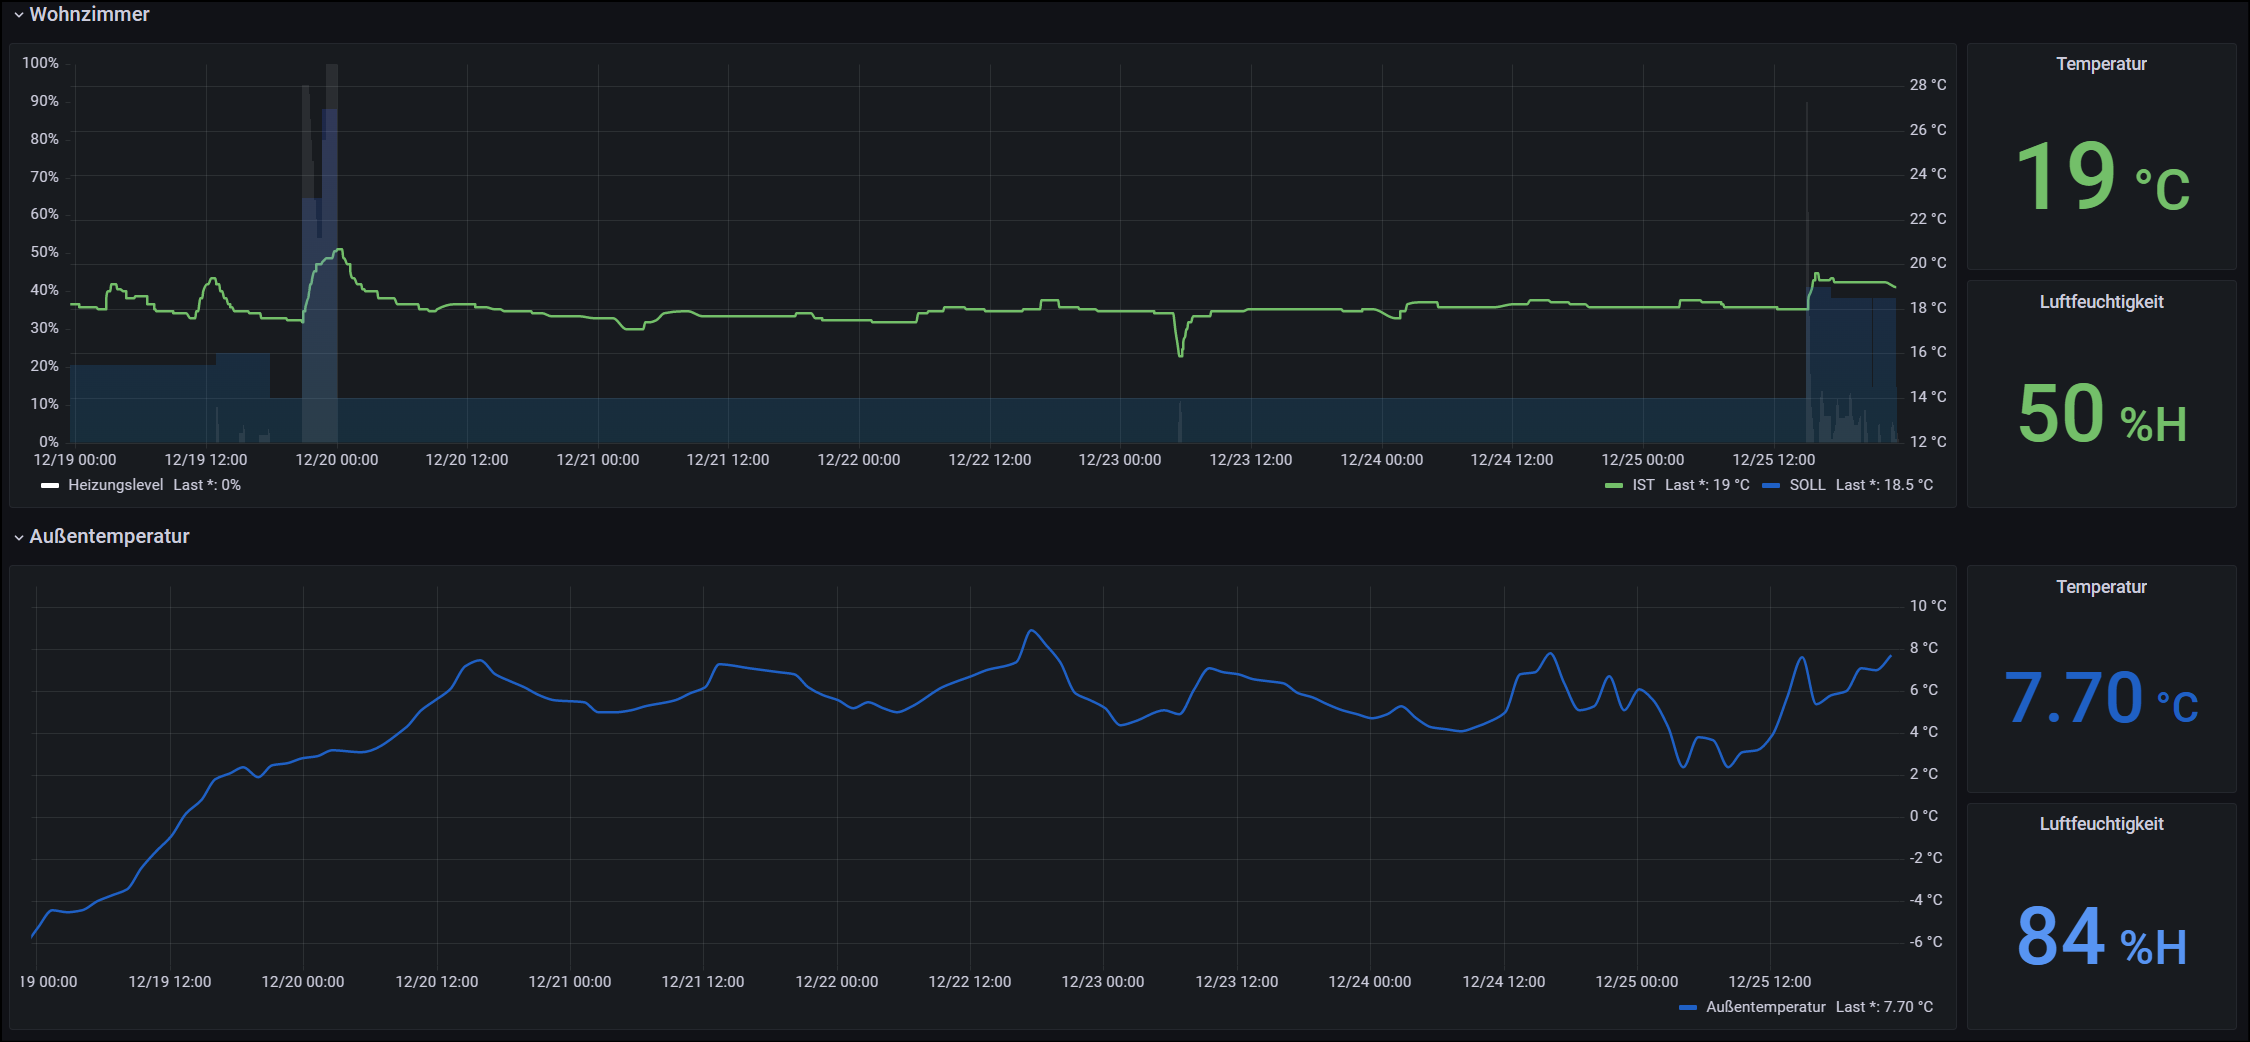 Wohnzimmer
100%
90%
80%
70%
60%
50%
40%
30%
20%
10%
0%
28 °C
26 °C
24 °C
22 °C
20 °C
18 °C
16 °C
14 °C
12 °C
12/19 00:00 12/19 12:00 12/20 00:00 12/20 12:00 12/21 00:00 12/21 12:00 12/22 00:00 12/22 12:00 12/23 00:00 12/23 12:00 12/24 00:00 12/24 12:00 12/25 00:00 12/25 12:00
Heizungslevel Last *: 0%
IST Last *: 19 °C SOLL Last *: 18.5 °C
Temperatur
19 °C
Luftfeuchtigkeit
50 %H
Außentemperatur
10 °C
8 °C
6 °C
4 °C
2 °C
0 °C
-2 °C
-4 °C
-6 °C
19 00:00 12/19 12:00 12/20 00:00 12/20 12:00 12/21 00:00 12/21 12:00 12/22 00:00 12/22 12:00 12/23 00:00 12/23 12:00 12/24 00:00 12/24 12:00 12/25 00:00 12/25 12:00
Außentemperatur Last *: 7.70 °C
Temperatur
7.70 °C
Luftfeuchtigkeit
84 %H